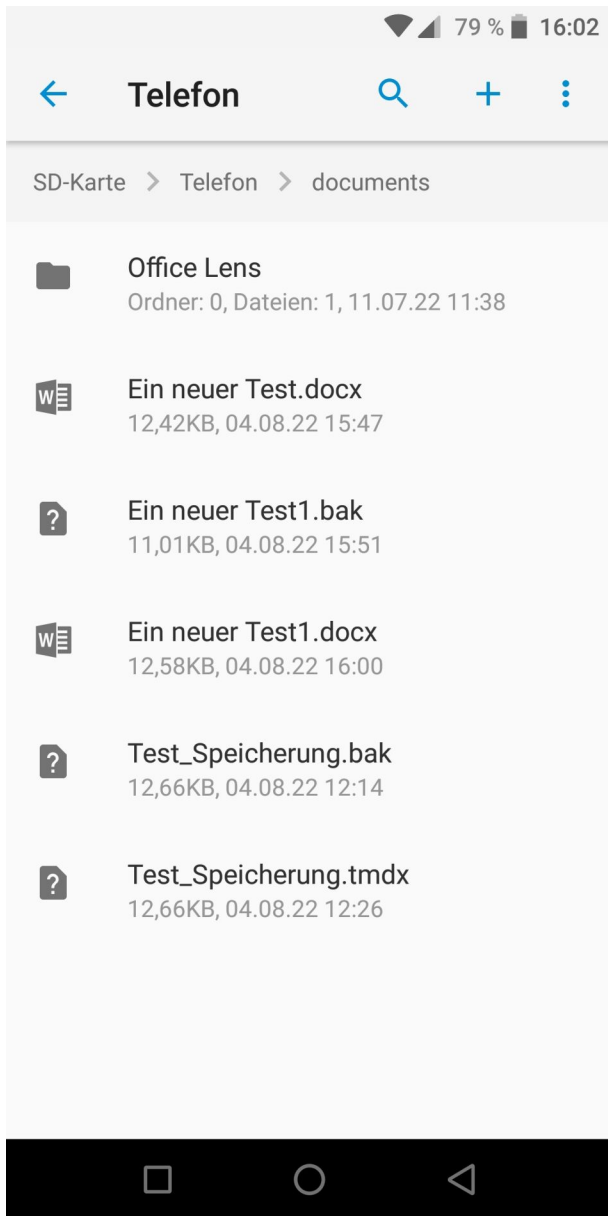 79 % 16:02
Telefon
SD-Karte > Telefon > documents
Office Lens
Ordner: 0, Dateien: 1, 11.07.22 11:38
Ein neuer Test.docx
12,42KB, 04.08.22 15:47
Ein neuer Test1.bak
11,01KB, 04.08.22 15:51
Ein neuer Test1.docx
12,58KB, 04.08.22 16:00
Test_Speicherung.bak
12,66KB, 04.08.22 12:14
Test_Speicherung.tmdx
12,66KB, 04.08.22 12:26